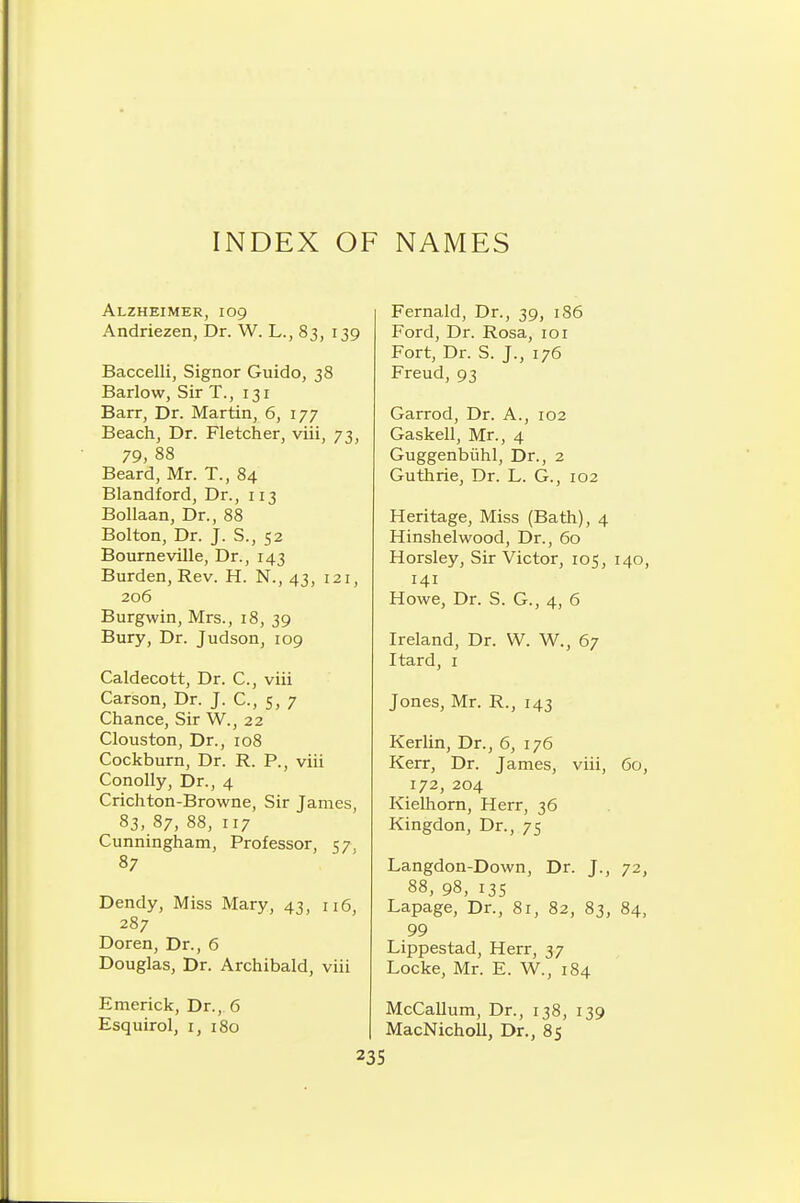 INDEX OF NAMES
Alzheimer, 109
Andriezen, Dr. W. L., 83, 139
Baccelli, Signor Guido, 38
Barlow, Sir T., 131
Barr, Dr. Martin, 6, 177
Beach, Dr. Fletcher, viii, 73,
79, 88
Beard, Mr. T., 84
Blandford, Dr., 113
Bollaan, Dr., 88
Bolton, Dr. J. S., 52
Bourneville, Dr., 143
Burden, Rev. H. N., 43, 121,
206
Burgwin, Mrs., 18, 39
Bury, Dr. Judson, 109
Caldecott, Dr. C., viii
Carson, Dr. J. C., 5, 7
Chance, Sir W., 22
Clouston, Dr., 108
Cockburn, Dr. R. P., viii
Conolly, Dr., 4
Crichton-Browne, Sir James,
83, 87, 88, 117
Cunningham, Professor, 57,
87
Dendy, Miss Mary, 43, 116,
287
Doren, Dr., 6
Douglas, Dr. Archibald, viii
Emerick, Dr., 6
Esquirol, 1, 180
Fernald, Dr., 39, 186
Ford, Dr. Rosa, 101
Fort, Dr. S. J., 176
Freud, 93
Garrod, Dr. A., 102
Gaskell, Mr., 4
Guggenbühl, Dr., 2
Guthrie, Dr. L. G., 102
Heritage, Miss (Bath), 4
Hinshelwood, Dr., 60
Horsley, Sir Victor, 105, 140,
141
Howe, Dr. S. G., 4, 6
Ireland, Dr. W. W., 67
Itard, 1
Jones, Mr. R., 143
Kerlin, Dr., 6, 176
Kerr, Dr. James, viii, 60,
172, 204
Kielhorn, Herr, 36
Kingdon, Dr., 75
Langdon-Down, Dr. J., 72,
88, 98, 135
Lapage, Dr., 81, 82, 83, 84,
99
Lippestad, Herr, 37
Locke, Mr. E. W., 184
McCallum, Dr., 138, 139
MacNicholl, Dr., 85
235